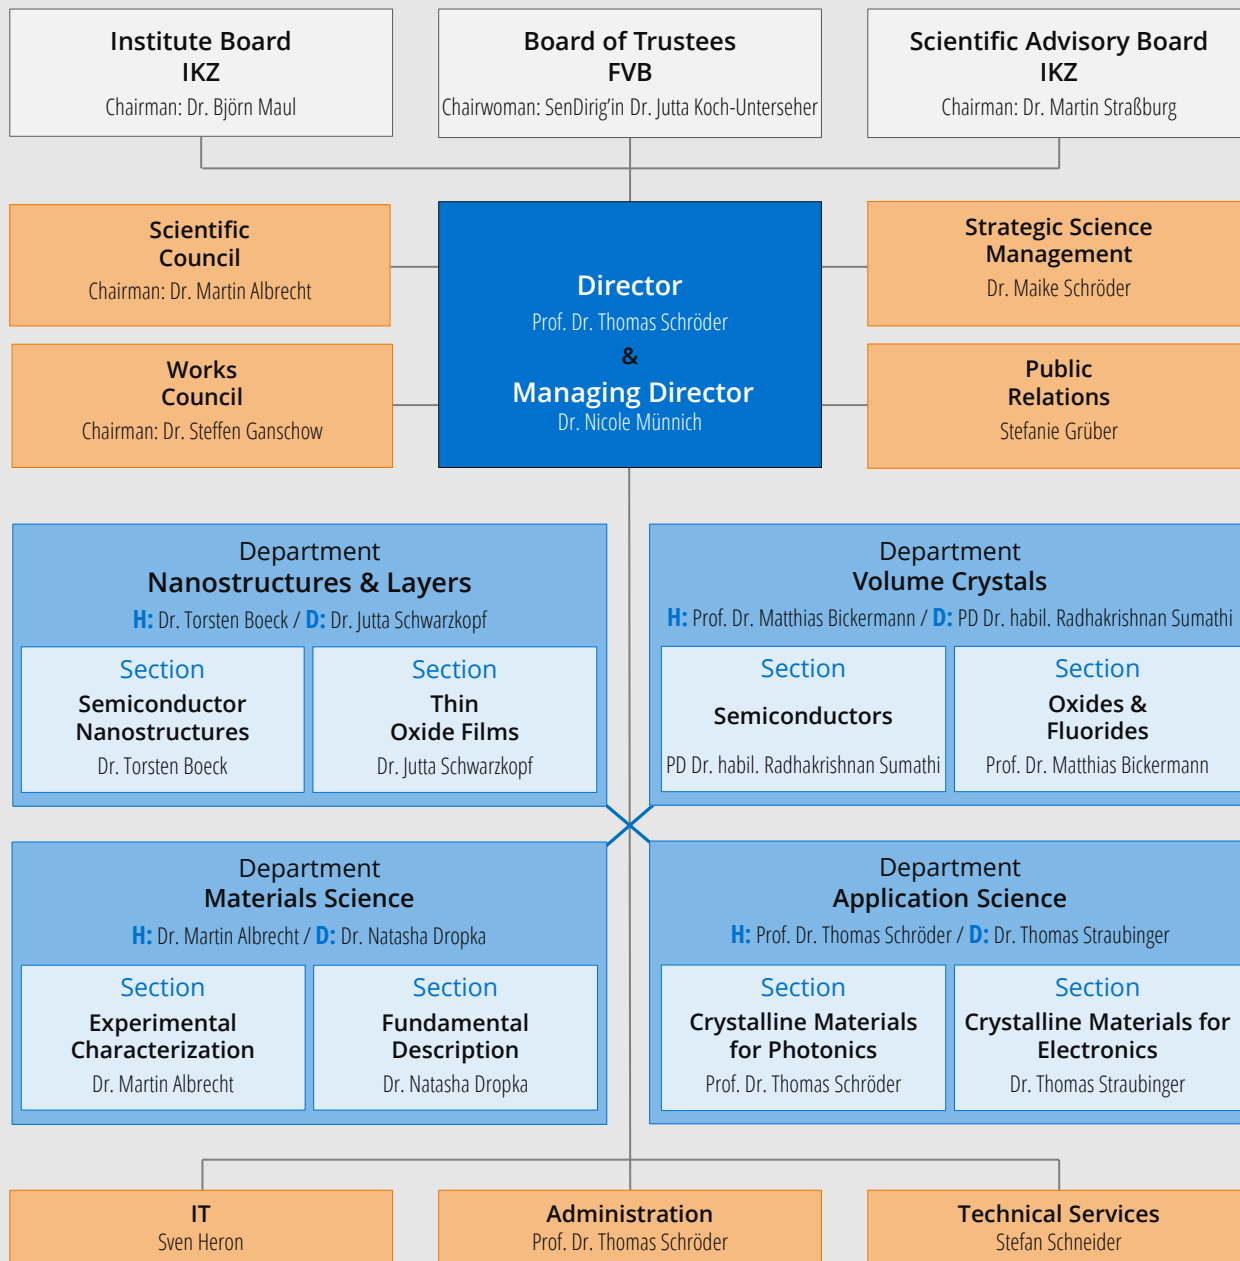 Institute Board
IKZ
Chairman: Dr. Björn Maul
Board of Trustees
FVB
Chairwoman: SenDirig’in Dr. Jutta Koch-Unterseher
Scientific Advisory Board
IKZ
Chairman: Dr. Martin Straßburg
Scientific
Council
Chairman: Dr. Martin Albrecht
Works
Council
Chairman: Dr. Steffen Ganschow
Director
Prof. Dr. Thomas Schröder
&
Managing Director
Dr. Nicole Münnich
Strategic Science
Management
Dr. Maike Schröder
Public
Relations
Stefanie Grüber
Department
Nanostructures & Layers
H: Dr. Torsten Boeck / D: Dr. Jutta Schwarzkopf
Section
Semiconductor
Nanostructures
Dr. Torsten Boeck
Section
Thin
Oxide Films
Dr. Jutta Schwarzkopf
Department
Volume Crystals
H: Prof. Dr. Matthias Bickermann / D: PD Dr. habil. Radhakrishnan Sumathi
Section
Semiconductors
PD Dr. habil. Radhakrishnan Sumathi
Section
Oxides &
Fluorides
Prof. Dr. Matthias Bickermann
Department
Materials Science
H: Dr. Martin Albrecht / D: Dr. Natasha Dropka
Section
Experimental
Characterization
Dr. Martin Albrecht
Section
Fundamental
Description
Dr. Natasha Dropka
Department
Application Science
H: Prof. Dr. Thomas Schröder / D: Dr. Thomas Straubinger
Section
Crystalline Materials
for Photonics
Prof. Dr. Thomas Schröder
Section
Crystalline Materials for
Electronics
Dr. Thomas Straubinger
IT
Sven Heron
Administration
Prof. Dr. Thomas Schröder
Technical Services
Stefan Schneider